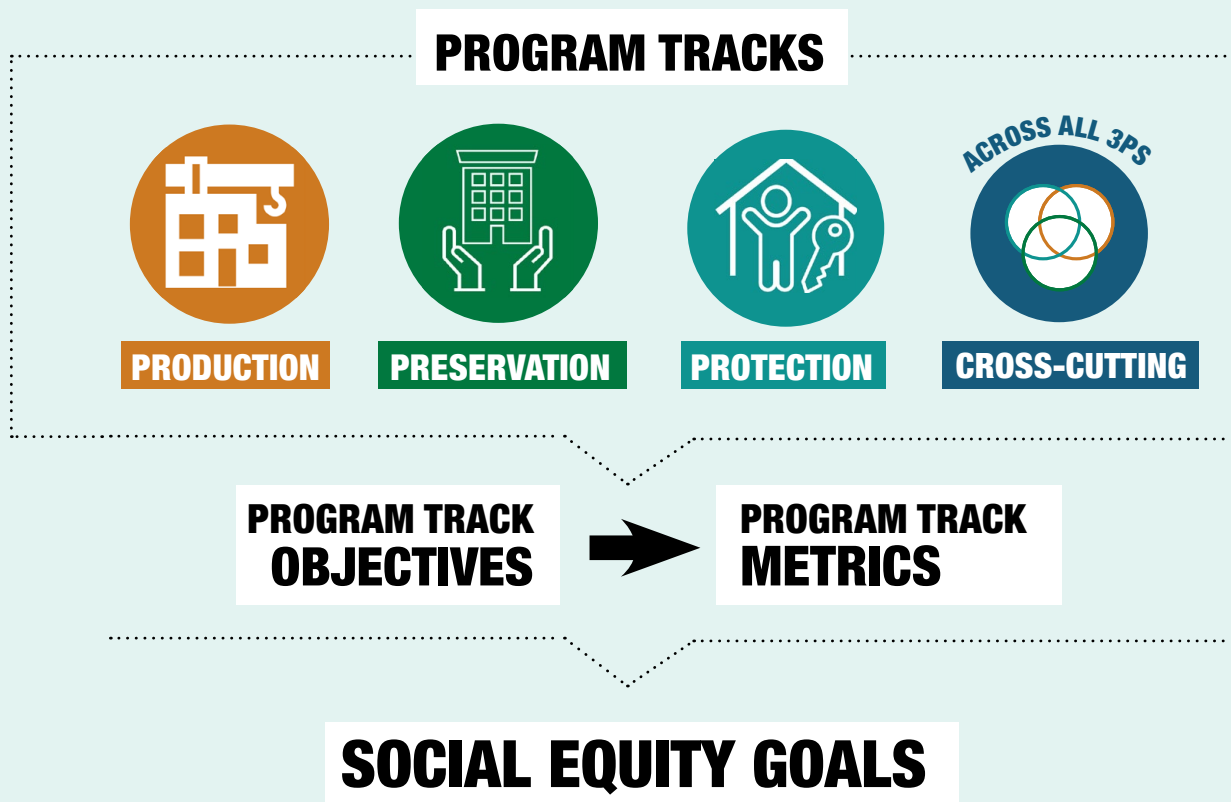 PROGRAM TRACKS
ACROSS ALL 3PS
PRODUCTION
PRESERVATION
PROTECTION
CROSS-CUTTING
PROGRAM TRACK
OBJECTIVES
PROGRAM TRACK
METRICS
SOCIAL EQUITY GOALS